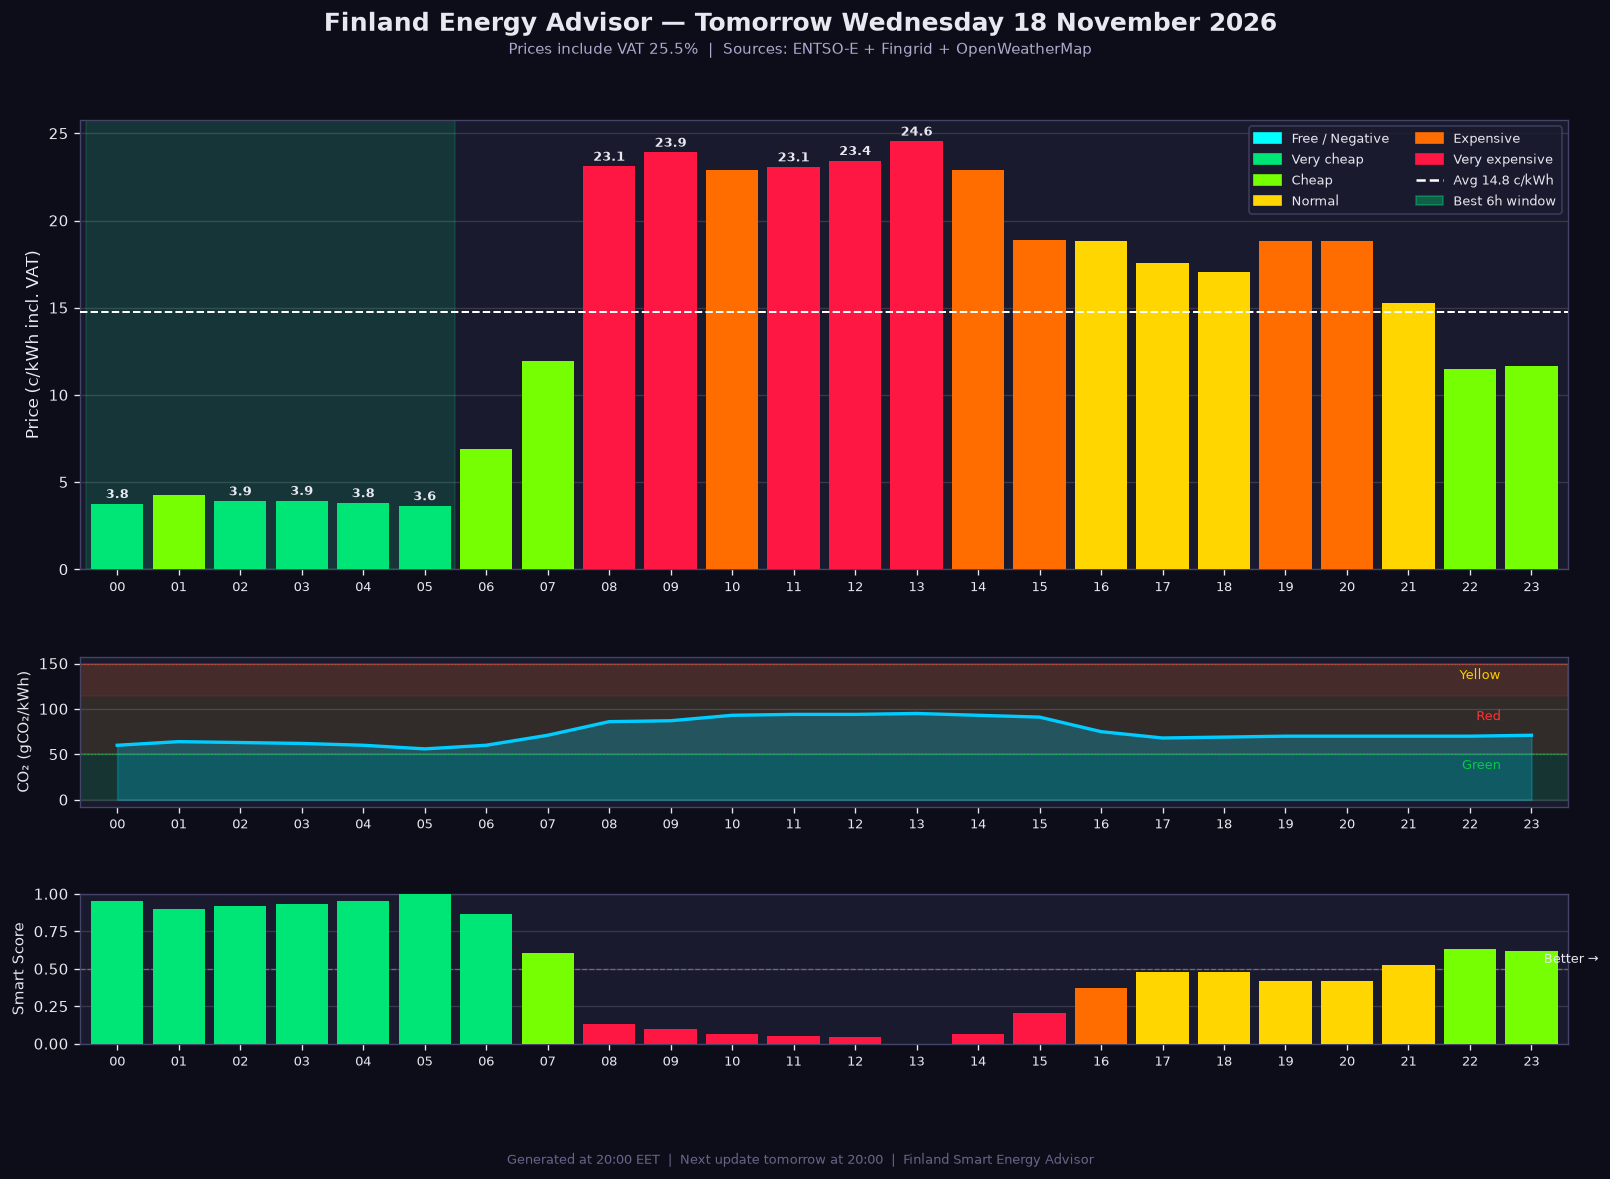 Finland Energy Advisor — Tomorrow Wednesday 18 November 2026
Prices include VAT 25.5%  |  Sources: ENTSO-E + Fingrid + OpenWeatherMap
Price (c/kWh incl. VAT)
25
20
15
10
5
0
3.8
3.9
3.9
3.8
3.6
23.1
23.9
23.1
23.4
24.6
Free / Negative
Very cheap
Cheap
Normal
Expensive
Very expensive
Avg 14.8 c/kWh
Best 6h window
00 01 02 03 04 05 06 07 08 09 10 11 12 13 14 15 16 17 18 19 20 21 22 23
CO₂ (gCO₂/kWh)
150
100
50
0
Yellow
Red
Green
00 01 02 03 04 05 06 07 08 09 10 11 12 13 14 15 16 17 18 19 20 21 22 23
Smart Score
1.00
0.75
0.50
0.25
0.00
Better →
00 01 02 03 04 05 06 07 08 09 10 11 12 13 14 15 16 17 18 19 20 21 22 23
Generated at 20:00 EET  |  Next update tomorrow at 20:00  |  Finland Smart Energy Advisor